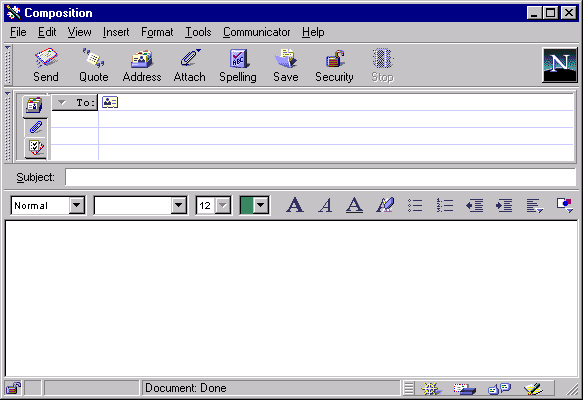 Composition
File Edit View Insert Format Tools Communicator Help
Send Quote Address Attach Spelling Save Security Stop
N
To:
Subject:
Normal 12 A A A A
Document: Done